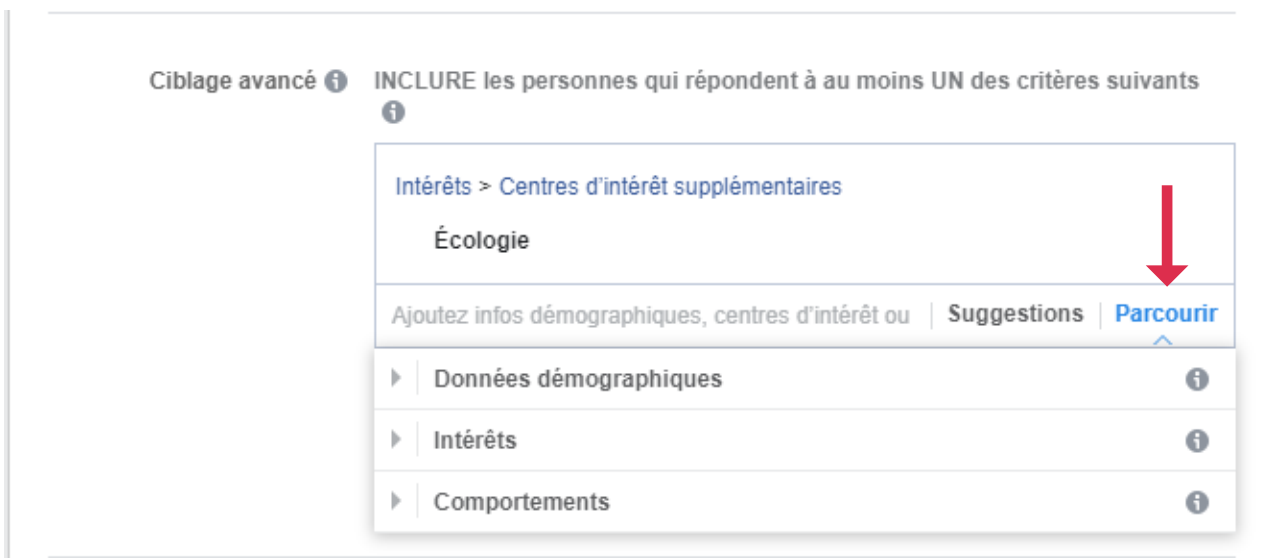 Ciblage avancé INCLURE les personnes qui répondent à au moins UN des critères suivants
Intérêts > Centres d'intérêt supplémentaires
Écologie
Ajoutez infos démographiques, centres d'intérêt ou Suggestions Parcourir
Données démographiques
Intérêts
Comportements